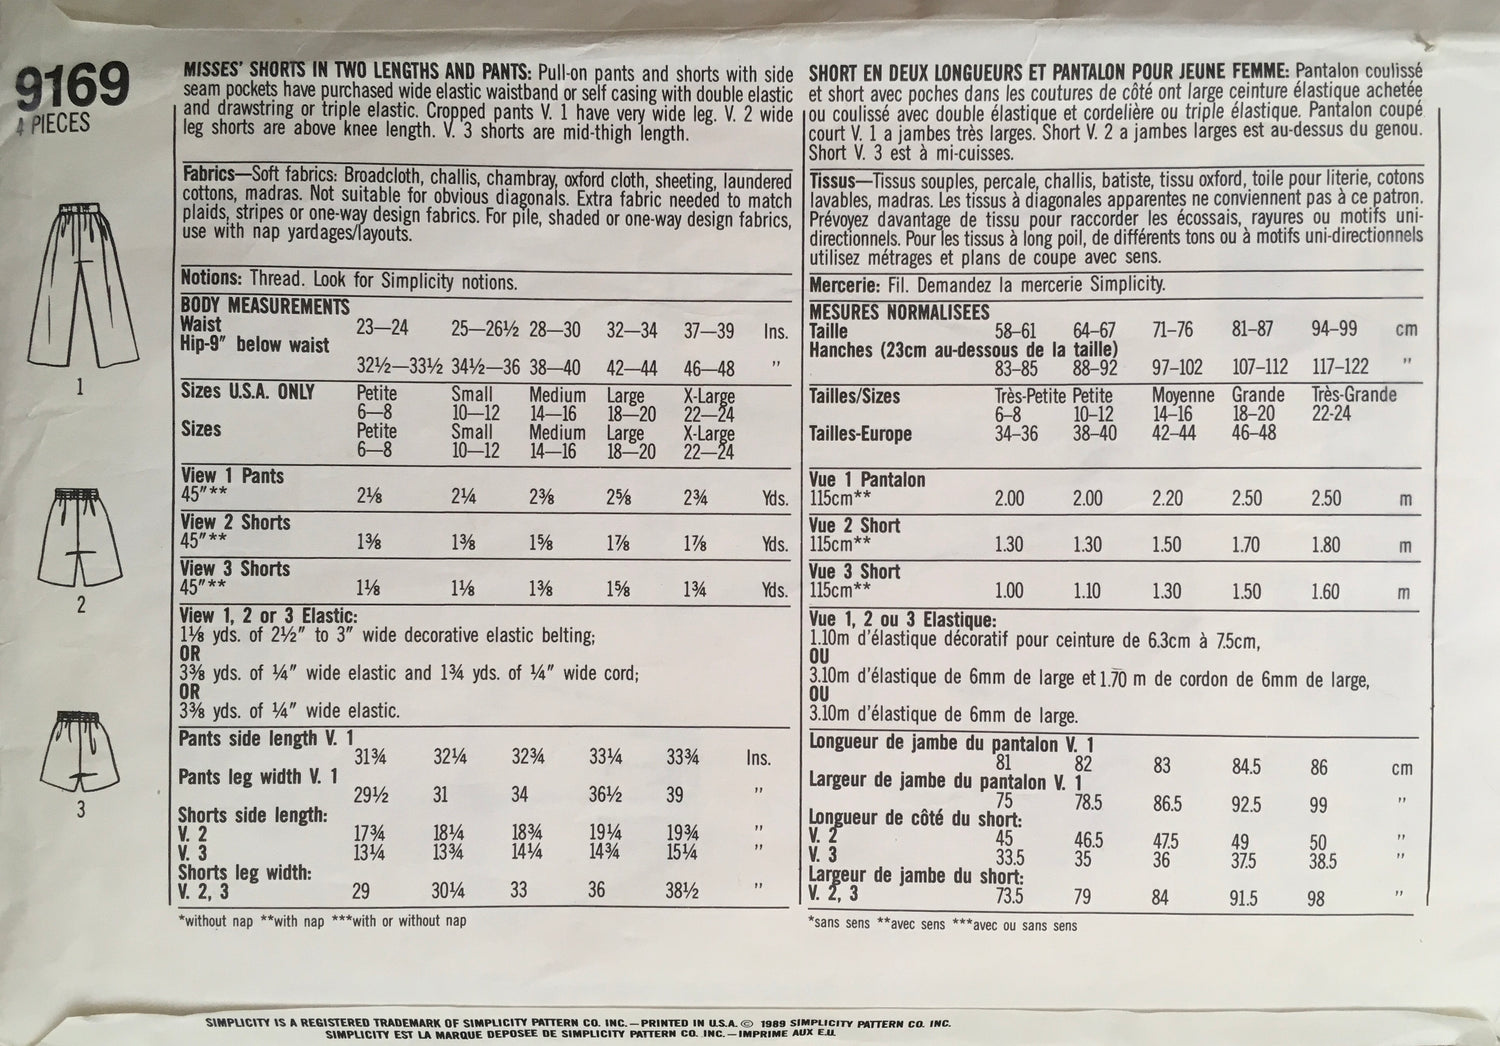 9169
4 PIECES
1
2
3
MISSES' SHORTS IN TWO LENGTHS AND PANTS: Pull-on pants and shorts with side
seam pockets have purchased wide elastic waistband or self casing with double elastic
and drawstring or triple elastic. Cropped pants V. 1 have very wide leg. V. 2 wide
leg shorts are above knee length. V. 3 shorts are mid-thigh length.
Fabrics—Soft fabrics: Broadcloth, challis, chambray, oxford cloth, sheeting, laundered
cottons, madras. Not suitable for obvious diagonals. Extra fabric needed to match
plaids, stripes or one-way design fabrics. For pile, shaded or one-way design fabrics,
use with nap yardages/layouts.
Notions: Thread. Look for Simplicity notions.
BODY MEASUREMENTS
Waist 23—24 25—26½ 28—30 32—34 37—39 Ins.
Hip-9" below waist
32½—33½ 34½—36 38—40 42—44 46—48 "
Sizes U.S.A. ONLY Petite Small Medium Large X-Large
6—8 10—12 14—16 18—20 22—24
Sizes Petite Small Medium Large X-Large
6—8 10—12 14—16 18—20 22—24
View 1 Pants
45"** 2⅛ 2¼ 2⅜ 2⅝ 2¾ Yds.
View 2 Shorts
45"** 1⅜ 1⅜ 1⅝ 1⅞ 1⅞ Yds.
View 3 Shorts
45"** 1⅛ 1⅛ 1⅜ 1⅝ 1¾ Yds.
View 1, 2 or 3 Elastic:
1⅛ yds. of 2½" to 3" wide decorative elastic belting;
OR
3⅜ yds. of ¼" wide elastic and 1¾ yds. of ¼" wide cord;
OR
3⅜ yds. of ¼" wide elastic.
Pants side length V. 1
31¾ 32¼ 32¾ 33¼ 33¾ Ins.
Pants leg width V. 1
29½ 31 34 36½ 39 "
Shorts side length:
V. 2 17¾ 18¼ 18¾ 19¼ 19¾ "
V. 3 13¼ 13¾ 14¼ 14¾ 15¼ "
Shorts leg width:
V. 2, 3 29 30¼ 33 36 38½ "
*without nap **with nap ***with or without nap
SHORT EN DEUX LONGUEURS ET PANTALON POUR JEUNE FEMME: Pantalon coulissé
et short avec poches dans les coutures de côté ont large ceinture élastique achetée
ou coulissé avec double élastique et cordelière ou triple élastique. Pantalon coupé
court V. 1 a jambes très larges. Short V. 2 a jambes larges est au-dessus du genou.
Short V. 3 est à mi-cuisses.
Tissus—Tissus souples, percale, challis, batiste, tissu oxford, toile pour literie, cotons
lavables, madras. Les tissus à diagonales apparentes ne conviennent pas à ce patron.
Prévoyez davantage de tissu pour raccorder les écossais, rayures ou motifs uni-
directionnels. Pour les tissus à long poil, de différents tons ou à motifs uni-directionnels
utilisez métrages et plans de coupe avec sens.
Mercerie: Fil. Demandez la mercerie Simplicity.
MESURES NORMALISEES
Taille 58–61 64–67 71–76 81–87 94–99 cm
Hanches (23cm au-dessous de la taille)
83–85 88–92 97–102 107–112 117–122 "
Tailles/Sizes Très-Petite Petite Moyenne Grande Très-Grande
6–8 10–12 14–16 18–20 22-24
Tailles-Europe 34–36 38–40 42–44 46–48
Vue 1 Pantalon
115cm** 2.00 2.00 2.20 2.50 2.50 m
Vue 2 Short
115cm** 1.30 1.30 1.50 1.70 1.80 m
Vue 3 Short
115cm** 1.00 1.10 1.30 1.50 1.60 m
Vue 1, 2 ou 3 Elastique:
1.10m d'élastique décoratif pour ceinture de 6.3cm à 7.5cm,
OU
3.10m d'élastique de 6mm de large et 1.70 m de cordon de 6mm de large,
OU
3.10m d'élastique de 6mm de large.
Longueur de jambe du pantalon V. 1
81 82 83 84.5 86 cm
Largeur de jambe du pantalon V. 1
75 78.5 86.5 92.5 99 "
Longueur de côté du short:
V. 2 45 46.5 47.5 49 50 "
V. 3 33.5 35 36 37.5 38.5 "
Largeur de jambe du short:
V. 2, 3 73.5 79 84 91.5 98 "
*sans sens **avec sens ***avec ou sans sens
SIMPLICITY IS A REGISTERED TRADEMARK OF SIMPLICITY PATTERN CO. INC.—PRINTED IN U.S.A. © 1989 SIMPLICITY PATTERN CO. INC.
SIMPLICITY EST LA MARQUE DEPOSEE DE SIMPLICITY PATTERN CO. INC.—IMPRIME AUX E.U.